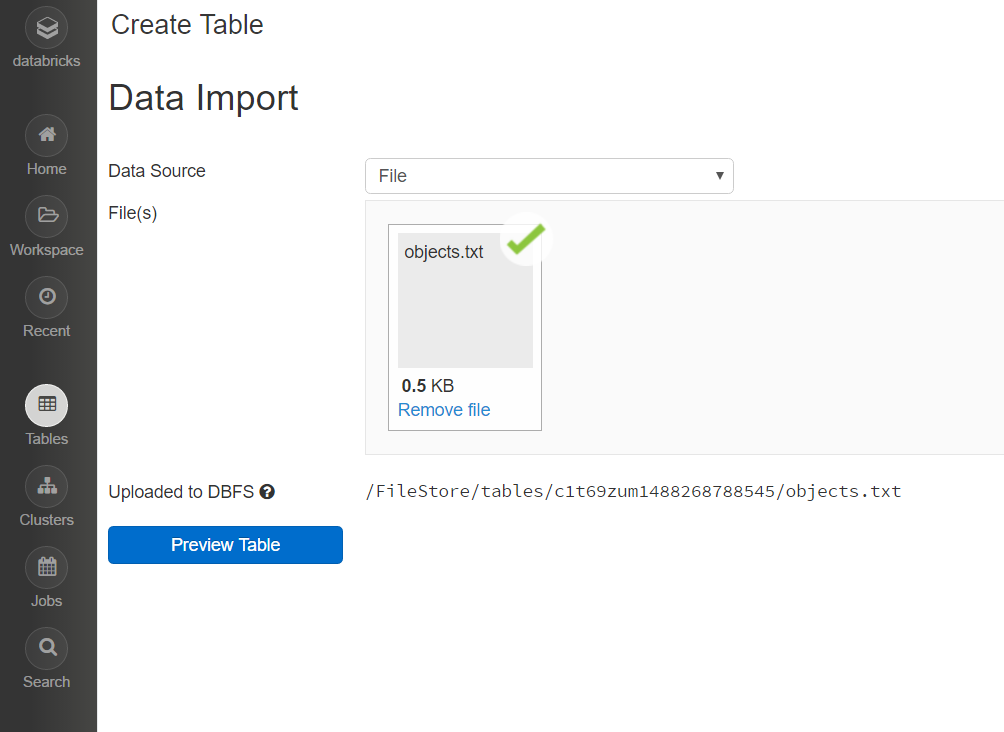 databricks
Home
Workspace
Recent
Tables
Clusters
Jobs
Search
Create Table
Data Import
Data Source
File
File(s)
objects.txt
0.5 KB
Remove file
Uploaded to DBFS ?
/FileStore/tables/c1t69zum1488268788545/objects.txt
Preview Table